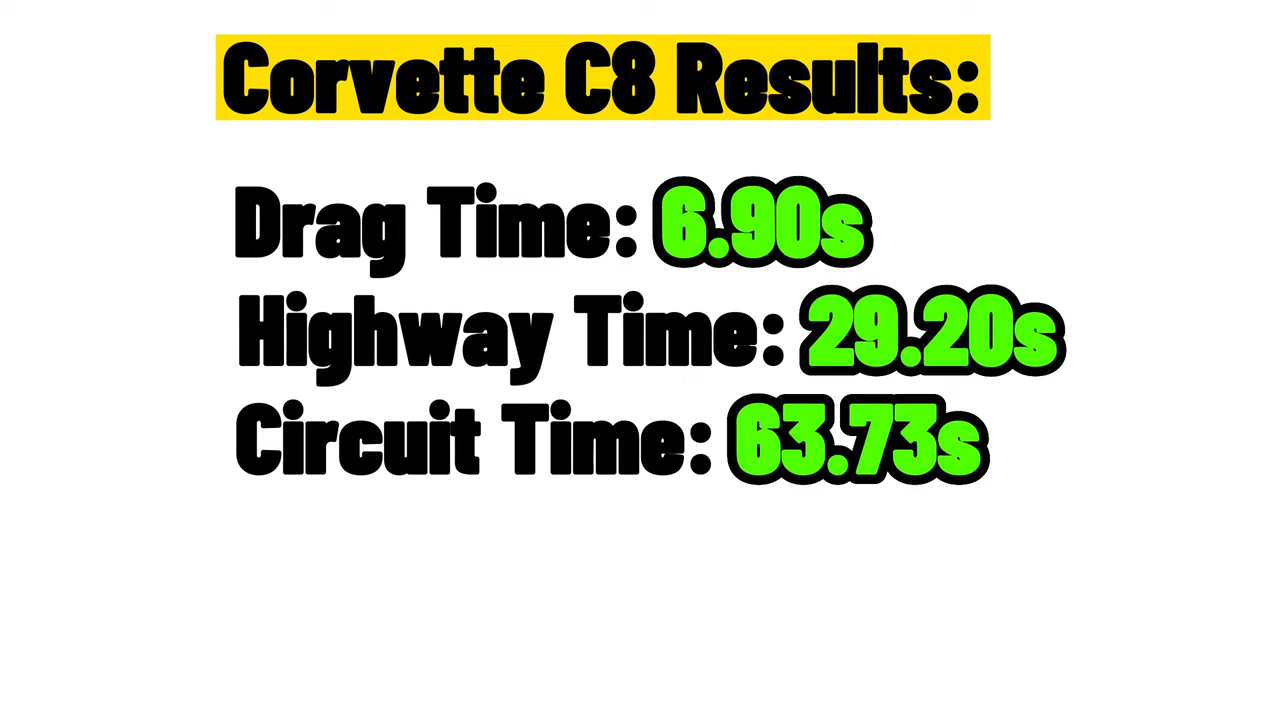 Corvette C8 Results:
Drag Time: 6.90s
Highway Time: 29.20s
Circuit Time: 63.73s